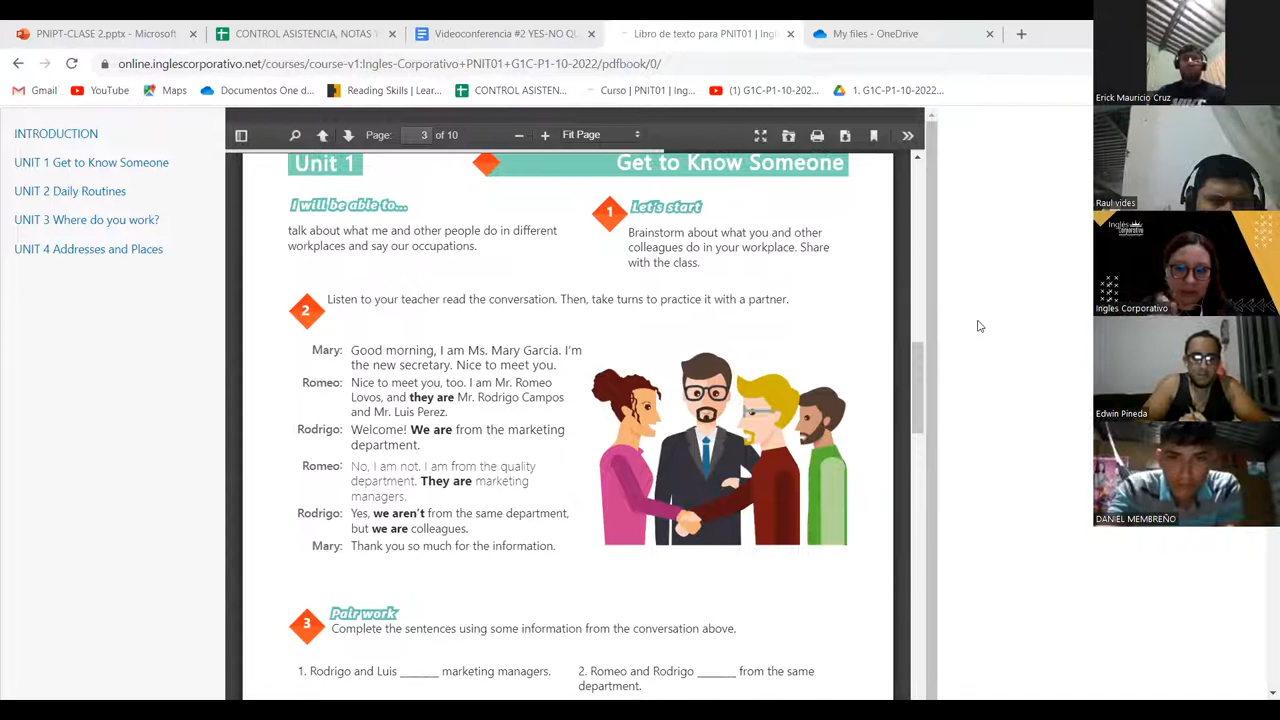 PNIPT-CLASE 2.pptx - Microsoft
CONTROL ASISTENCIA, NOTAS Y
Videoconferencia #2 YES-NO QU
Libro de texto para PNIT01 | Ingl
My files - OneDrive
online.inglescorporativo.net/courses/course-v1:Ingles-Corporativo+PNIT01+G1C-P1-10-2022/pdfbook/0/
Gmail
YouTube
Maps
Documentos One d...
Reading Skills | Lear...
CONTROL ASISTEN...
Curso | PNIT01 | Ing...
(1) G1C-P1-10-202...
1. G1C-P1-10-2022...
INTRODUCTION
UNIT 1 Get to Know Someone
UNIT 2 Daily Routines
UNIT 3 Where do you work?
UNIT 4 Addresses and Places
Page: 3 of 10
Fit Page
Unit 1
Get to Know Someone
I will be able to...
talk about what me and other people do in different
workplaces and say our occupations.
1
Let's start
Brainstorm about what you and other
colleagues do in your workplace. Share
with the class.
2
Listen to your teacher read the conversation. Then, take turns to practice it with a partner.
Mary: Good morning, I am Ms. Mary Garcia. I'm
the new secretary. Nice to meet you.
Romeo: Nice to meet you, too. I am Mr. Romeo
Lovos, and they are Mr. Rodrigo Campos
and Mr. Luis Perez.
Rodrigo: Welcome! We are from the marketing
department.
Romeo: No, I am not. I am from the quality
department. They are marketing
managers.
Rodrigo: Yes, we aren't from the same department,
but we are colleagues.
Mary: Thank you so much for the information.
3
Pair work
Complete the sentences using some information from the conversation above.
1. Rodrigo and Luis _______ marketing managers.
2. Romeo and Rodrigo _______ from the same
department.
Erick Mauricio Cruz
Raul vides
Inglés
Corporativo
Ingles Corporativo
Edwin Pineda
DANIEL MEMBREÑO